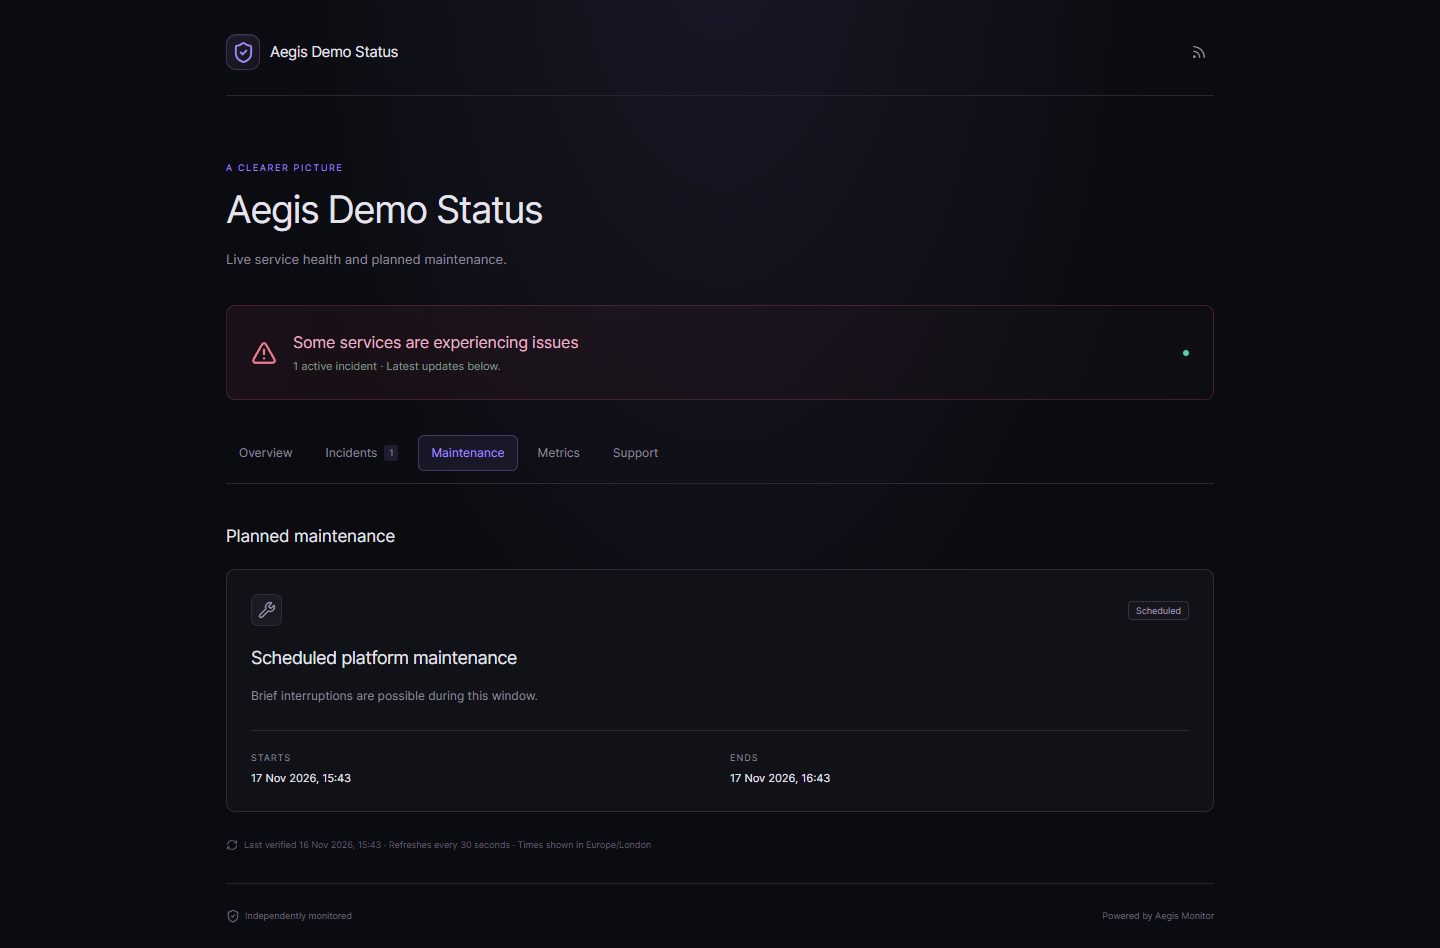 Aegis Demo Status
A CLEARER PICTURE
Aegis Demo Status
Live service health and planned maintenance.
Some services are experiencing issues
1 active incident · Latest updates below.
Overview
Incidents 1
Maintenance
Metrics
Support
Planned maintenance
Scheduled
Scheduled platform maintenance
Brief interruptions are possible during this window.
STARTS
17 Nov 2026, 15:43
ENDS
17 Nov 2026, 16:43
Last verified 16 Nov 2026, 15:43 · Refreshes every 30 seconds · Times shown in Europe/London
Independently monitored
Powered by Aegis Monitor